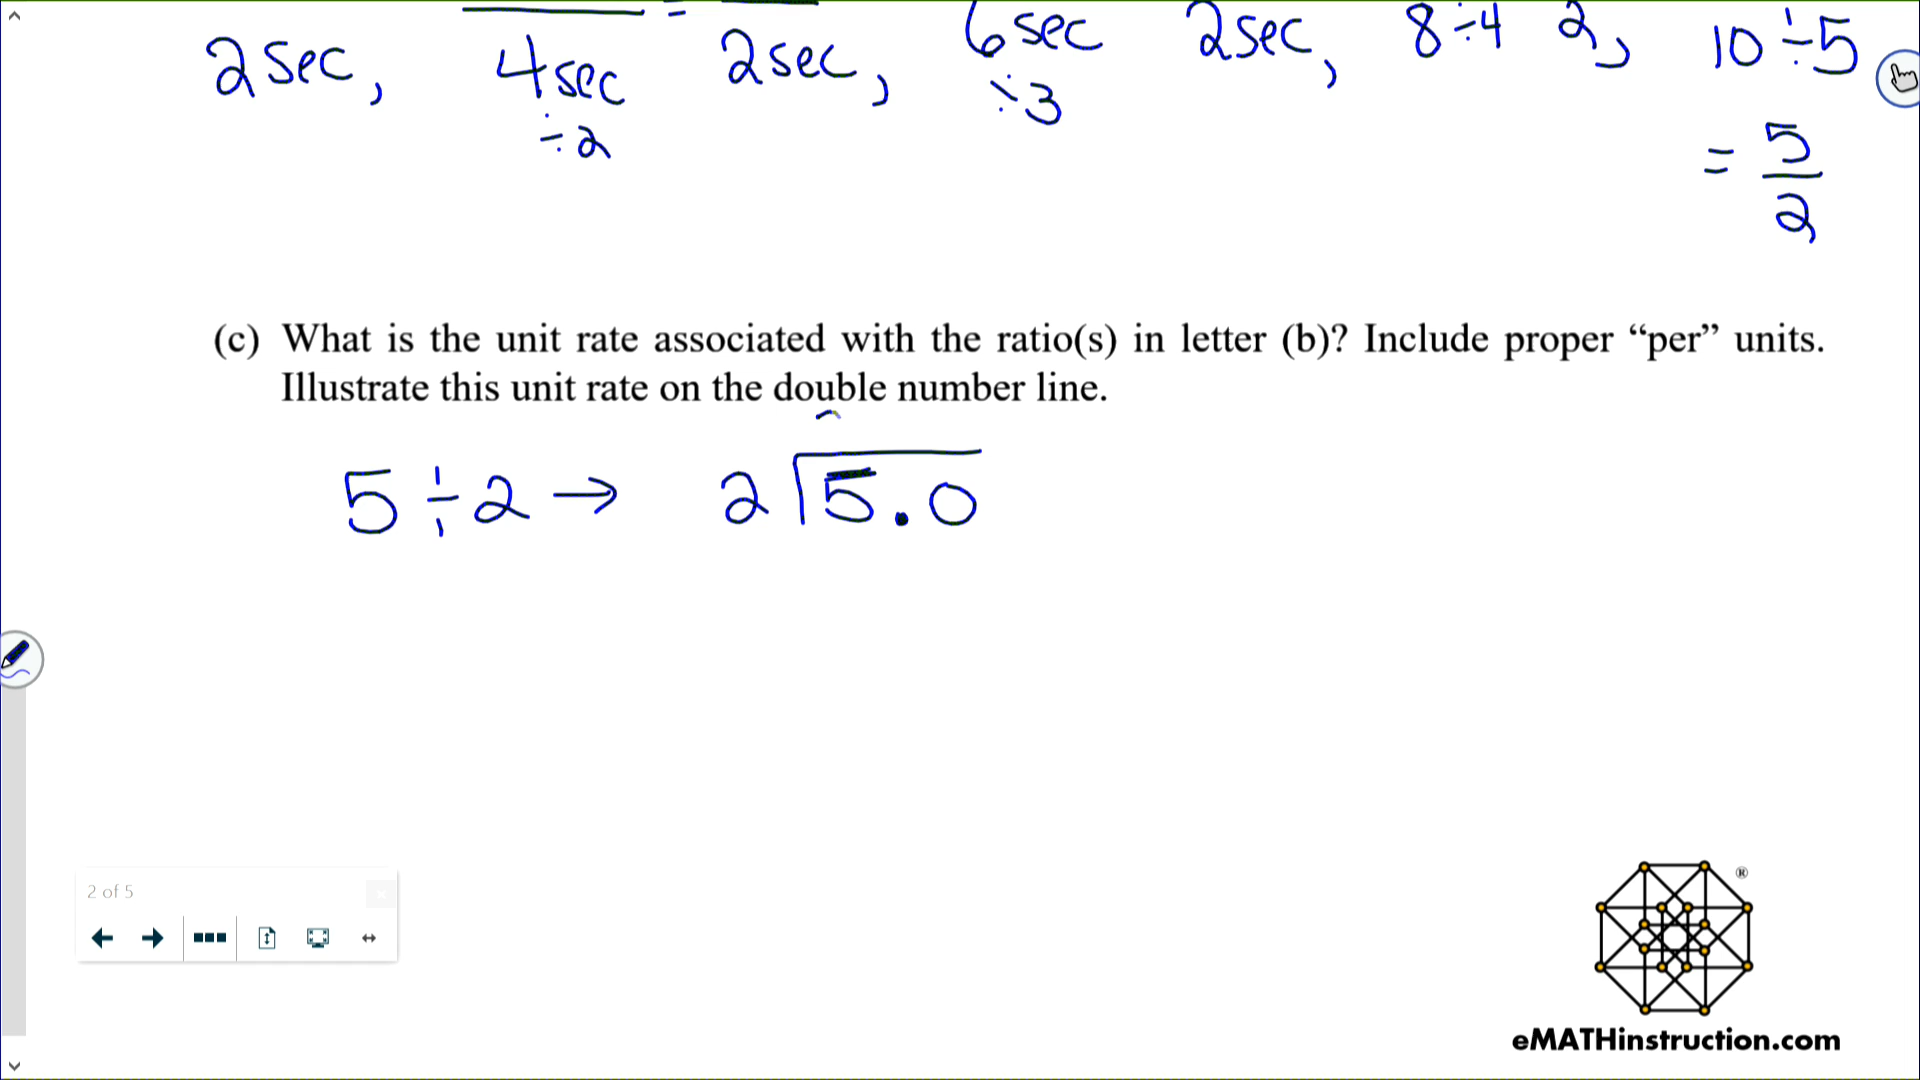 2 sec, 4 sec = 2 sec, 6 sec 2 sec, 8 ÷ 4 2, 10 ÷ 5
÷ 2 ÷ 3
= 5/2
(c) What is the unit rate associated with the ratio(s) in letter (b)? Include proper “per” units.
Illustrate this unit rate on the double number line.
5 ÷ 2 → 2 5.0
2 of 5
®
eMATHinstruction.com